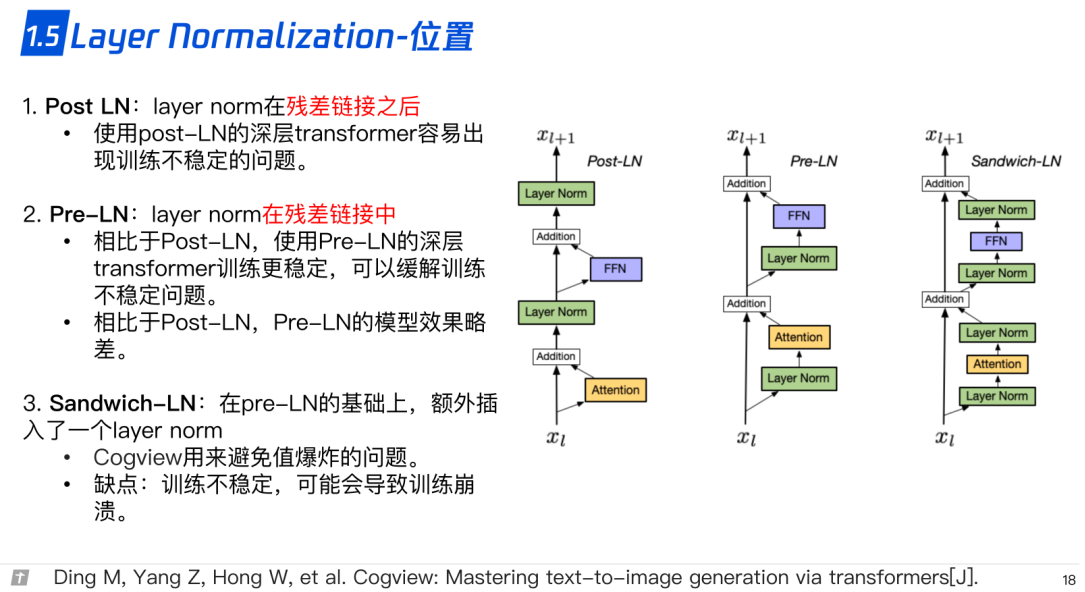 1.5 Layer Normalization-位置
1. Post LN：layer norm在残差链接之后
• 使用post-LN的深层transformer容易出
现训练不稳定的问题。
2. Pre-LN：layer norm在残差链接中
• 相比于Post-LN，使用Pre-LN的深层
transformer训练更稳定，可以缓解训练
不稳定问题。
• 相比于Post-LN，Pre-LN的模型效果略
差。
3. Sandwich-LN：在pre-LN的基础上，额外插
入了一个layer norm
• Cogview用来避免值爆炸的问题。
• 缺点：训练不稳定，可能会导致训练崩
溃。
x_{l+1}
Post-LN
Layer Norm
Addition
FFN
Layer Norm
Addition
Attention
x_l
x_{l+1}
Pre-LN
Addition
FFN
Layer Norm
Addition
Attention
Layer Norm
x_l
x_{l+1}
Sandwich-LN
Addition
Layer Norm
FFN
Layer Norm
Addition
Layer Norm
Attention
Layer Norm
x_l
Ding M, Yang Z, Hong W, et al. Cogview: Mastering text-to-image generation via transformers[J].
18